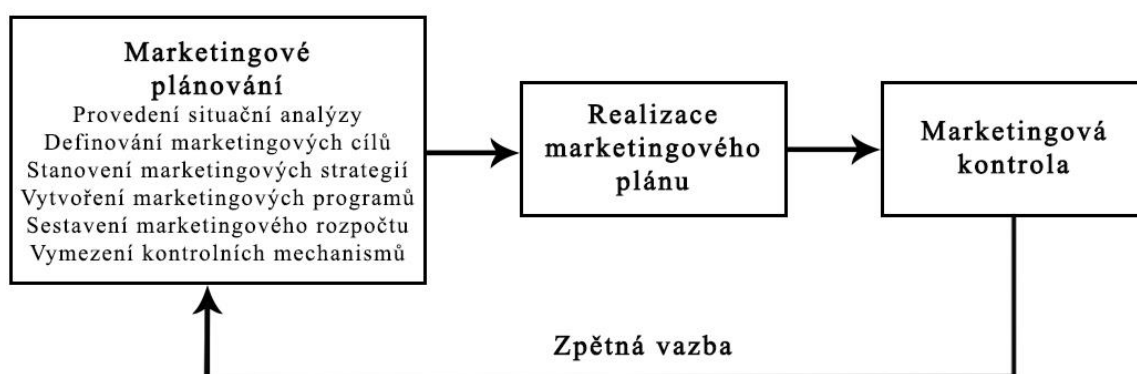 Marketingové
plánování
Provedení situační analýzy
Definování marketingových cílů
Stanovení marketingových strategií
Vytvoření marketingových programů
Sestavení marketingového rozpočtu
Vymezení kontrolních mechanismů
Realizace
marketingového
plánu
Marketingová
kontrola
Zpětná vazba